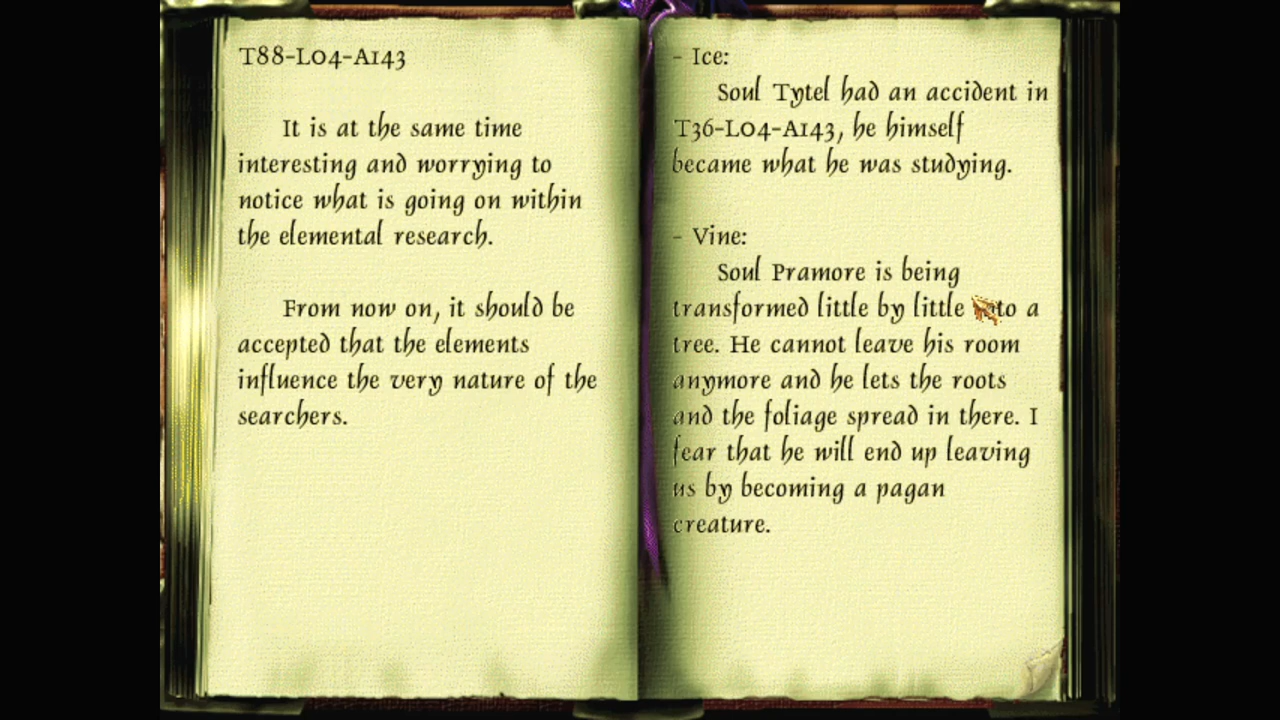 T88-L04-A143
It is at the same time
interesting and worrying to
notice what is going on within
the elemental research.
From now on, it should be
accepted that the elements
influence the very nature of the
searchers.
- Ice:
Soul Tytel had an accident in
T36-L04-A143, he himself
became what he was studying.
- Vine:
Soul Pramore is being
transformed little by little into a
tree. He cannot leave his room
anymore and he lets the roots
and the foliage spread in there. I
fear that he will end up leaving
us by becoming a pagan
creature.